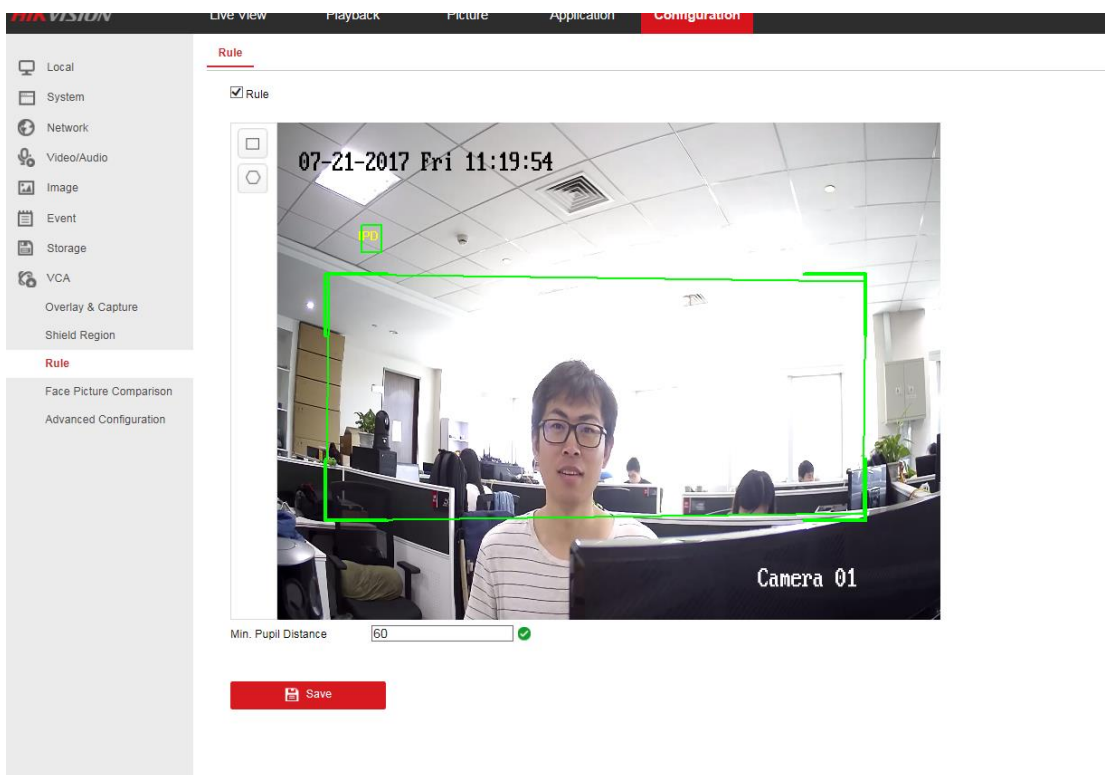 HIKVISION
Live View Playback Picture Application Configuration
Rule
Local
System
Network
Video/Audio
Image
Event
Storage
VCA
Overlay & Capture
Shield Region
Rule
Face Picture Comparison
Advanced Configuration
Rule
07-21-2017 Fri 11:19:54
IPD
Camera 01
Min. Pupil Distance 60
Save